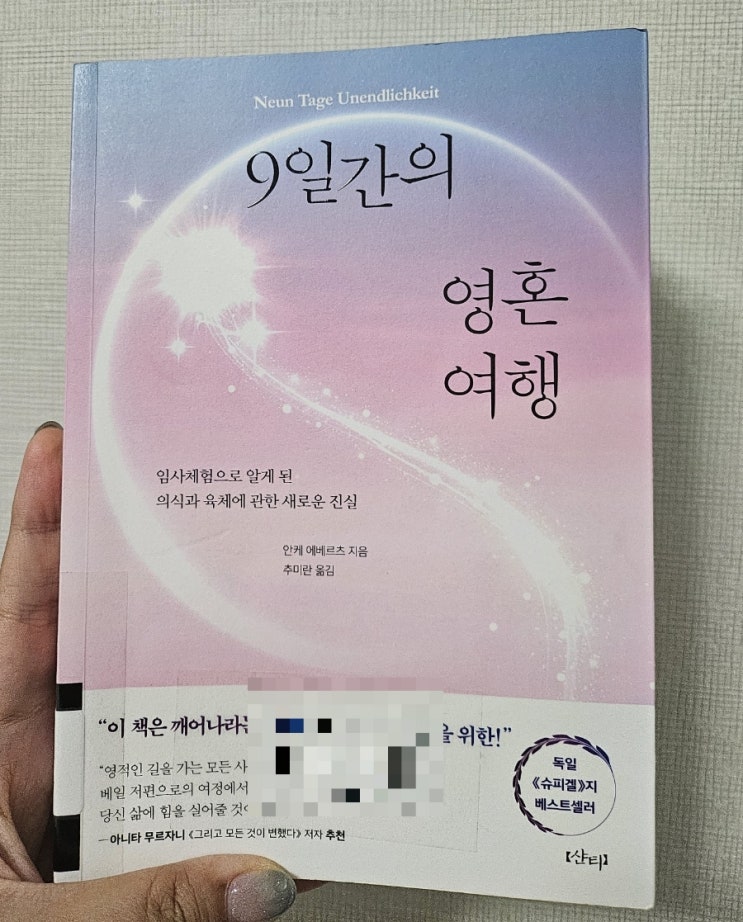 Neun Tage Unendlichkeit
9일간의
영혼
여행
임사체험으로 알게 된
의식과 육체에 관한 새로운 진실
안케 에베르츠 지음
추미란 옮김
“이 책은 깨어나라는 위한!”
“영적인 길을 가는 모든
베일 저편으로의 여정에서
당신 삶에 힘을 실어줄
—아니타 무르자니 《그리고 모든 것이 변했다》 저자 추천
독일
《슈피겔》지
베스트셀러
【샨티】